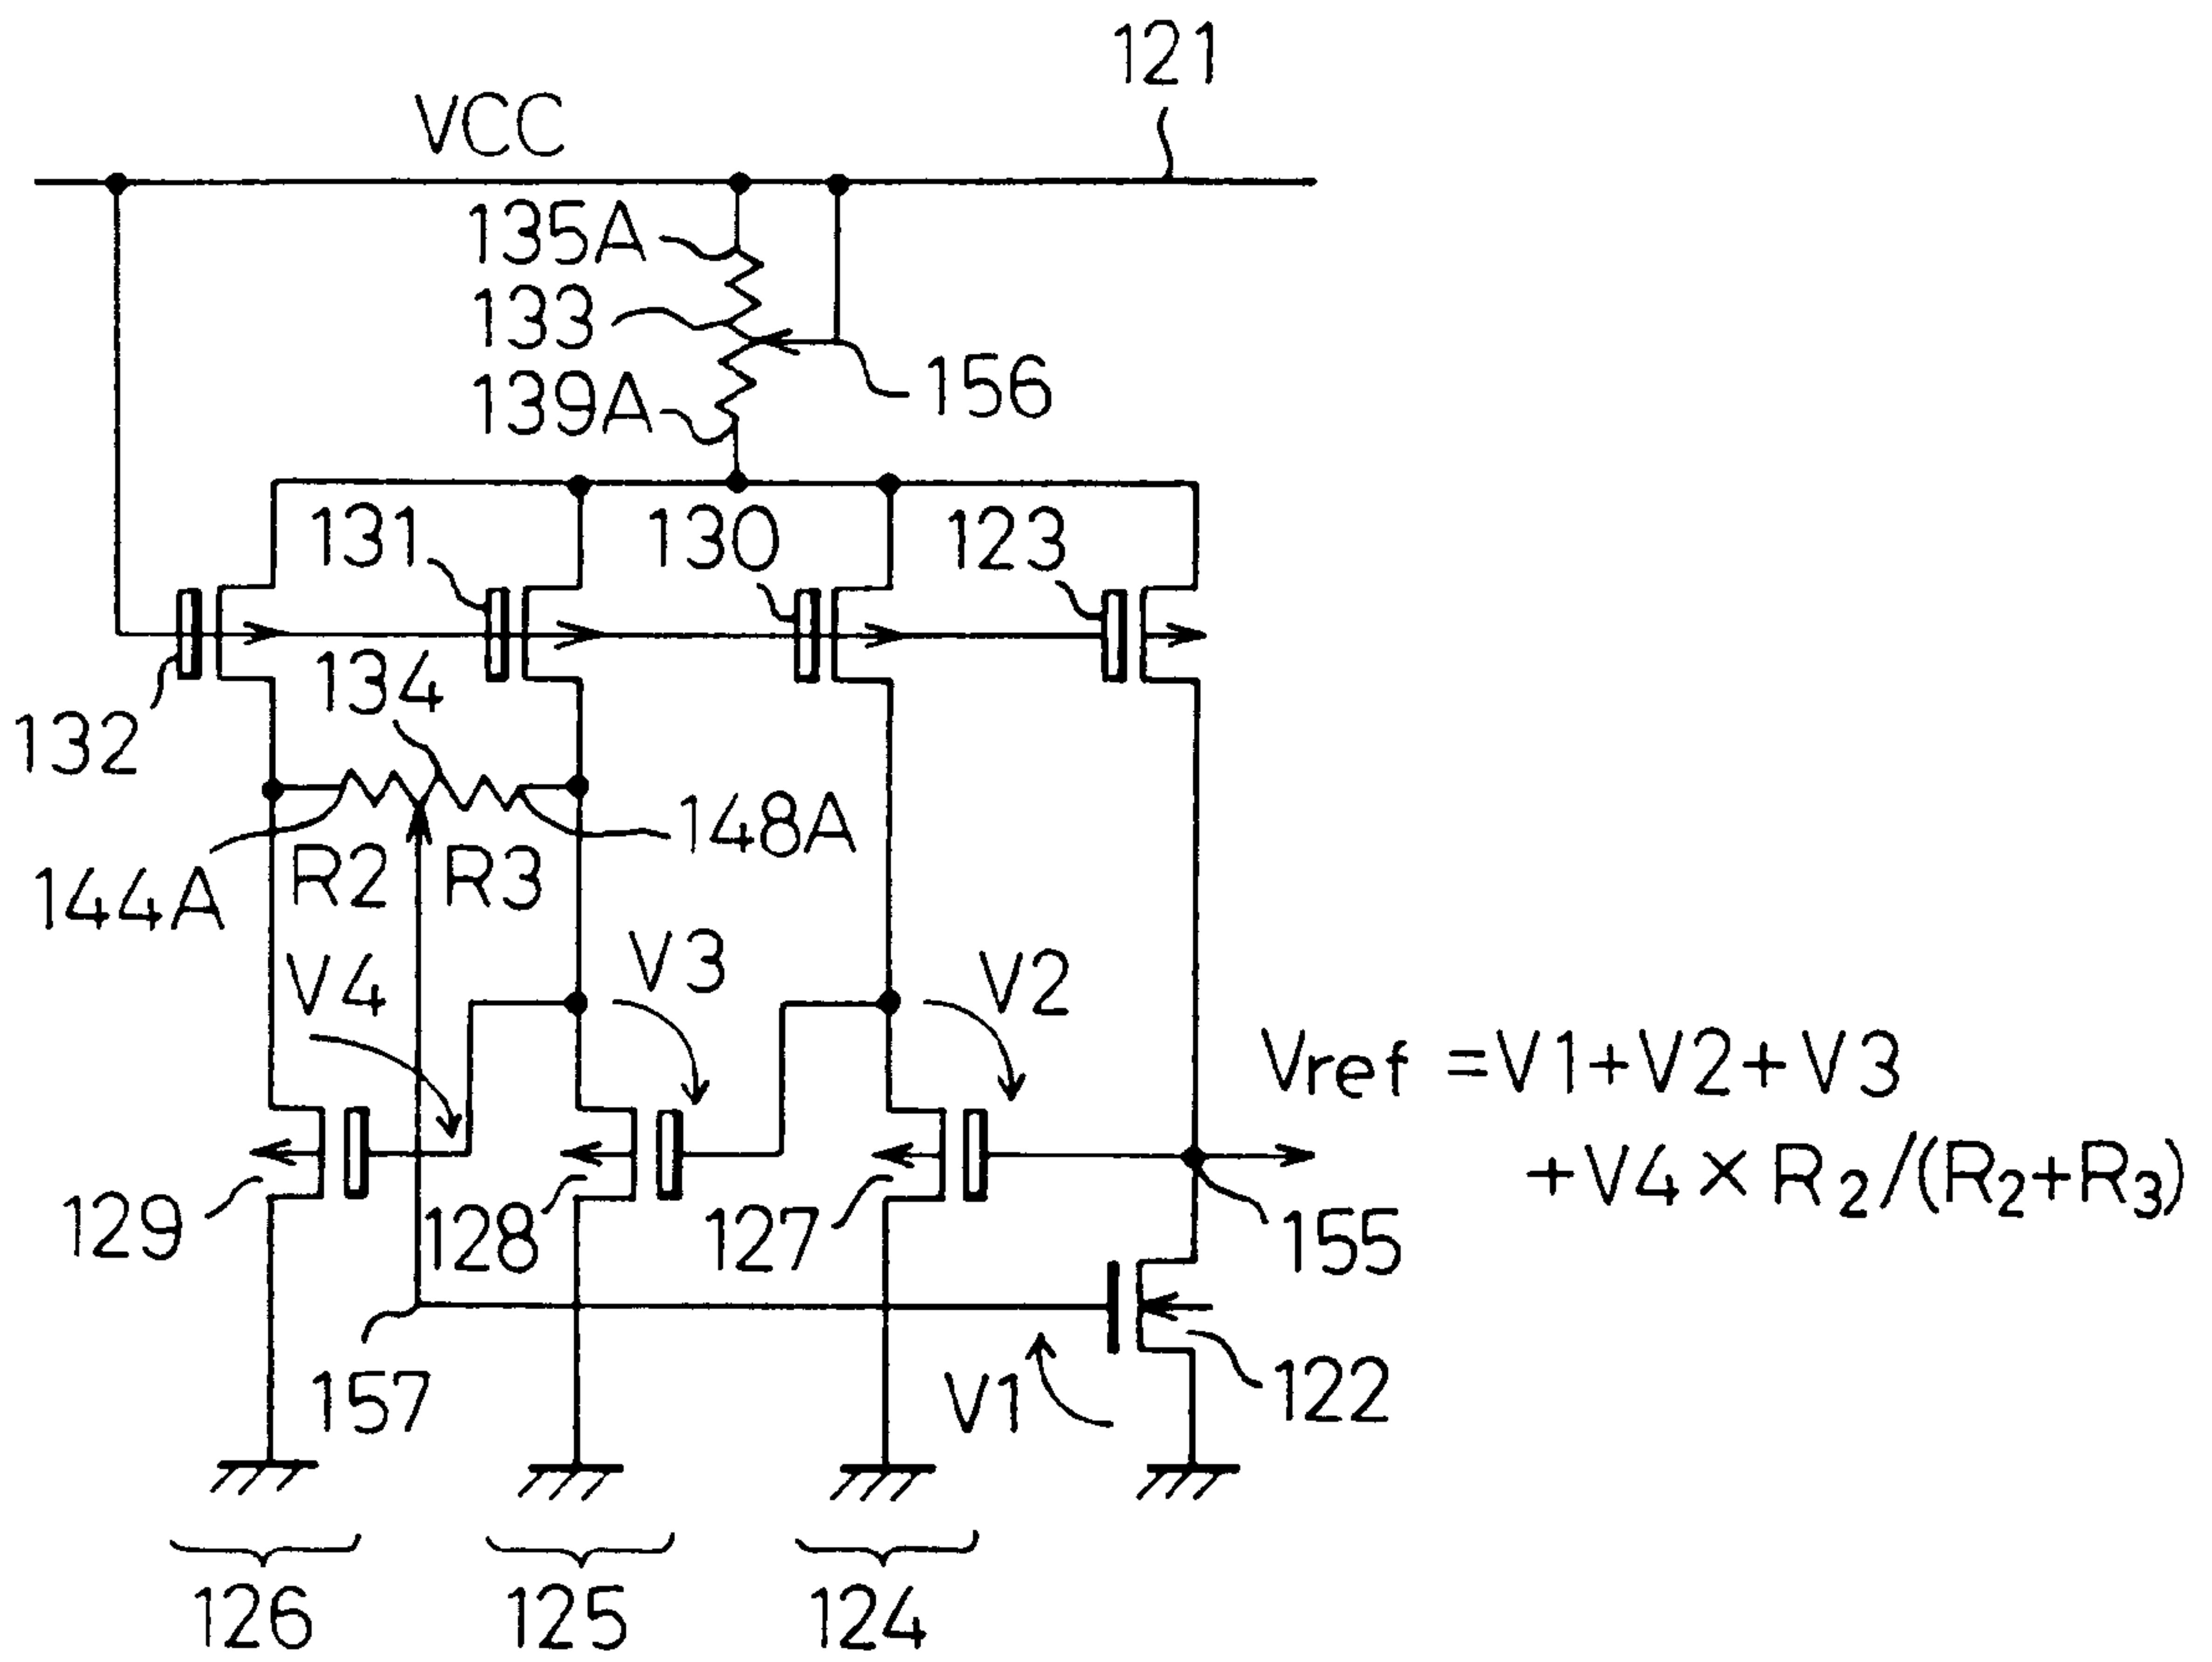 121
VCC
135A
133
139A
156
131
130
123
134
132
148A
144A
R2
R3
V4
V3
V2
Vref =V1+V2+V3
+V4×R2/(R2+R3)
129
128
127
155
157
V1
122
126
125
124